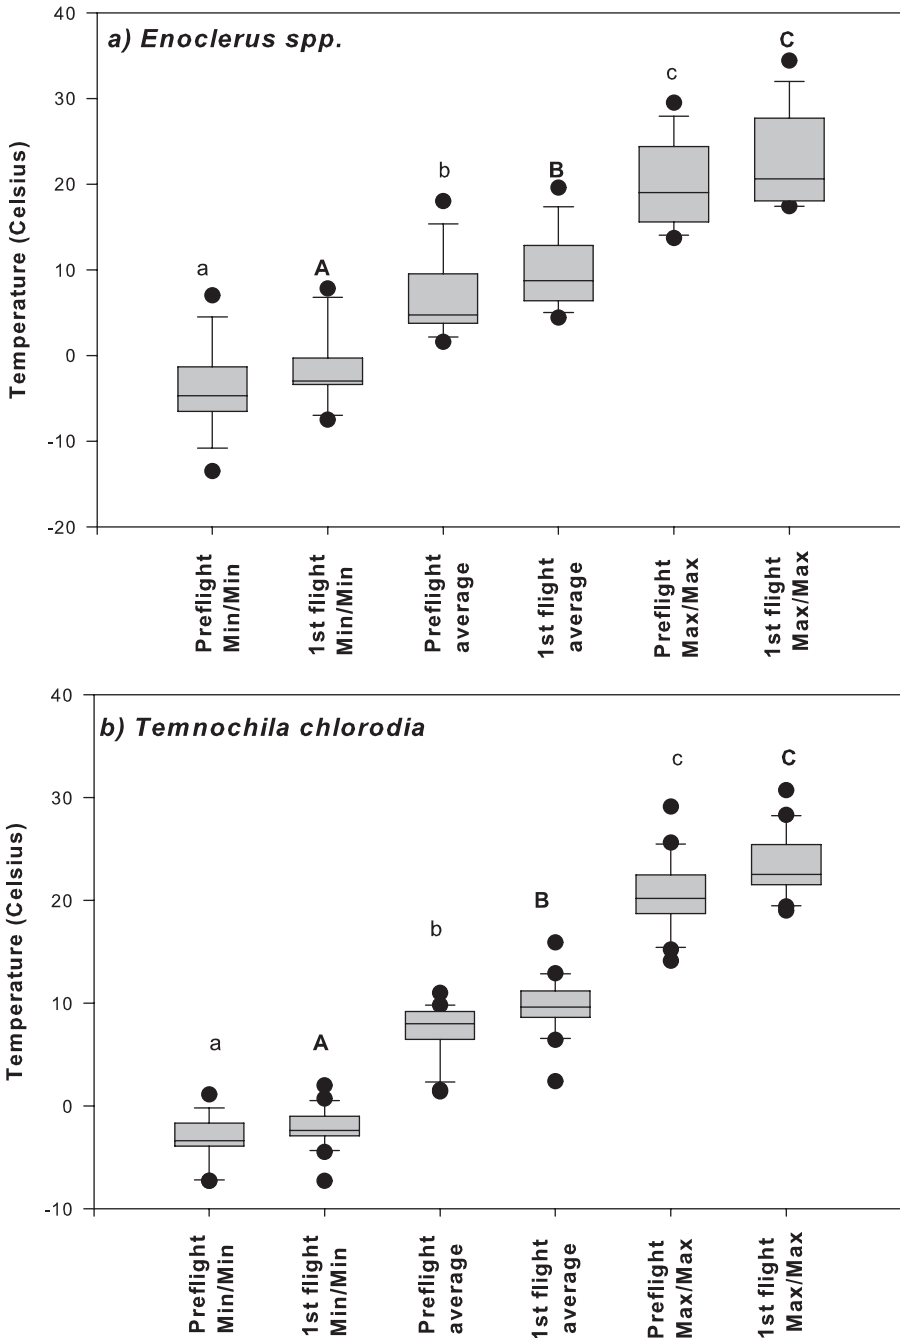 a) Enoclerus spp.
Temperature (Celsius)
40
30
20
10
0
-10
-20
a
A
b
B
c
C
Preflight
Min/Min
1st flight
Min/Min
Preflight
average
1st flight
average
Preflight
Max/Max
1st flight
Max/Max
b) Temnochila chlorodia
Temperature (Celsius)
40
30
20
10
0
-10
a
A
b
B
c
C
Preflight
Min/Min
1st flight
Min/Min
Preflight
average
1st flight
average
Preflight
Max/Max
1st flight
Max/Max